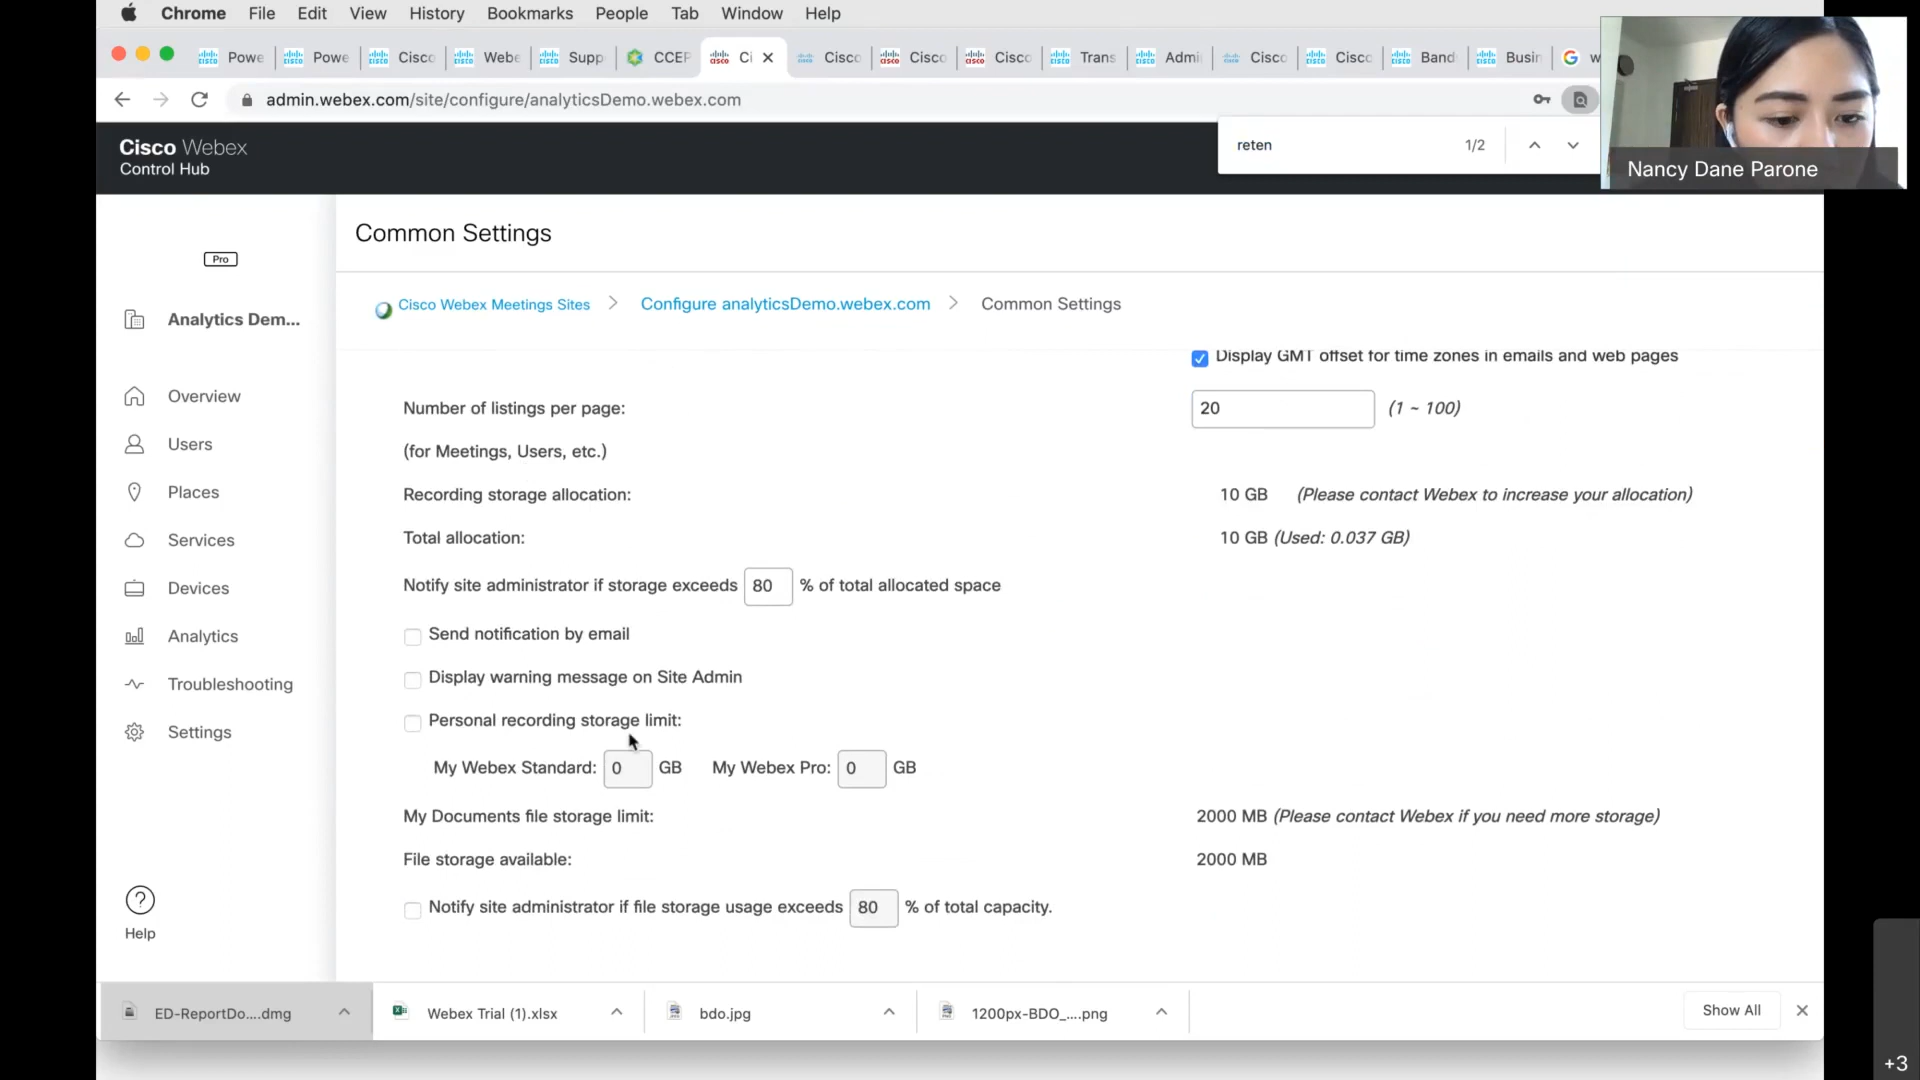 Chrome File Edit View History Bookmarks People Tab Window Help
Powe Powe Cisco Webe Supp CCEP Ci Cisco Cisco Cisco Trans Admi Cisco Cisco Band Busin w
admin.webex.com/site/configure/analyticsDemo.webex.com
Cisco Webex
Control Hub
reten 1/2
Nancy Dane Parone
Pro
Analytics Dem...
Overview
Users
Places
Services
Devices
Analytics
Troubleshooting
Settings
Help
Common Settings
Cisco Webex Meetings Sites > Configure analyticsDemo.webex.com > Common Settings
Display GMT offset for time zones in emails and web pages
Number of listings per page: 20 (1 ~ 100)
(for Meetings, Users, etc.)
Recording storage allocation: 10 GB (Please contact Webex to increase your allocation)
Total allocation: 10 GB (Used: 0.037 GB)
Notify site administrator if storage exceeds 80 % of total allocated space
Send notification by email
Display warning message on Site Admin
Personal recording storage limit:
My Webex Standard: 0 GB My Webex Pro: 0 GB
My Documents file storage limit: 2000 MB (Please contact Webex if you need more storage)
File storage available: 2000 MB
Notify site administrator if file storage usage exceeds 80 % of total capacity.
ED-ReportDo....dmg Webex Trial (1).xlsx bdo.jpg 1200px-BDO_....png Show All
+3